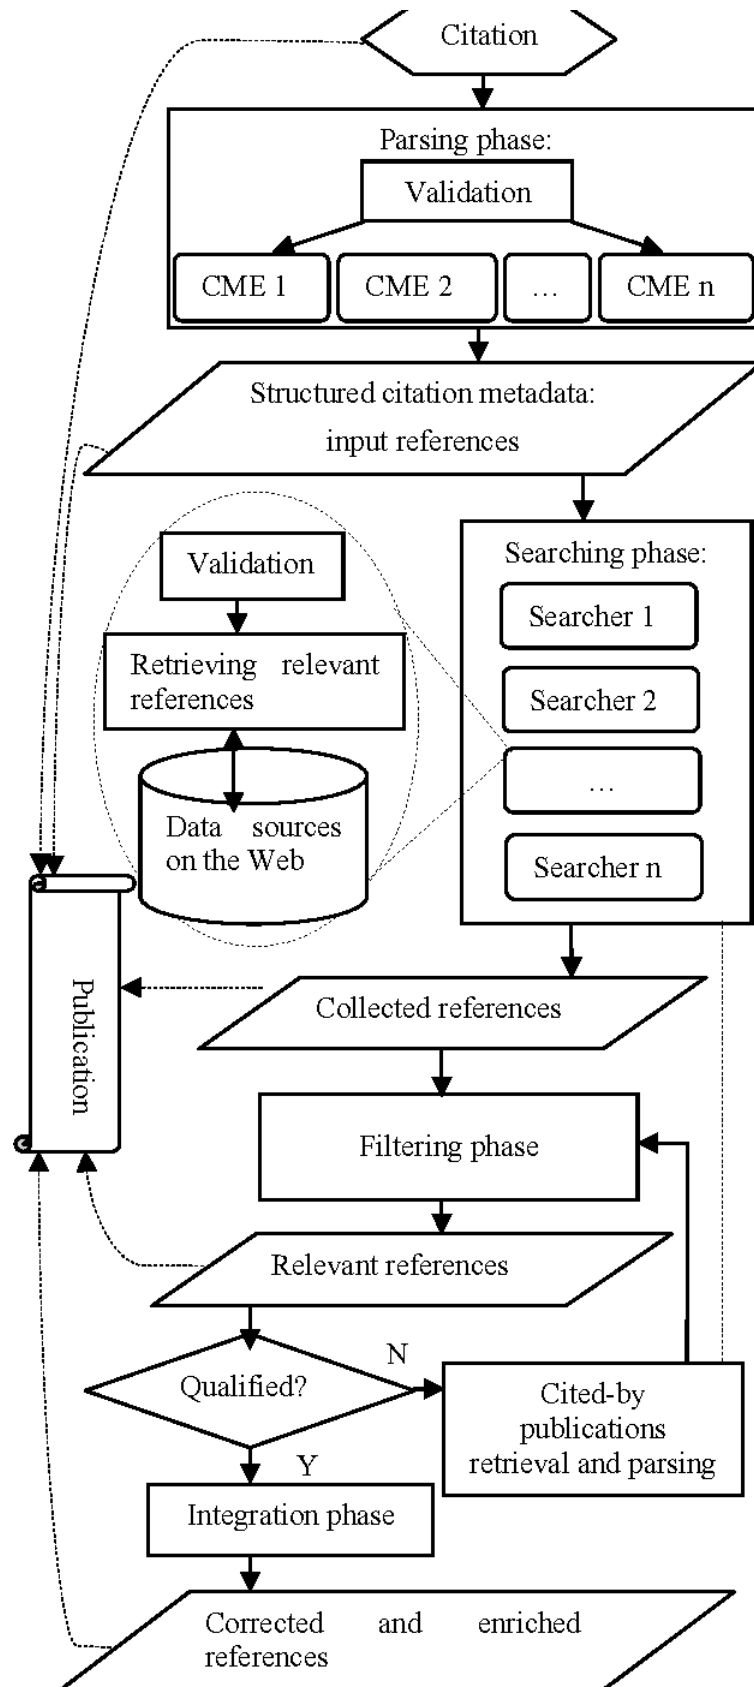 Citation
Parsing phase:
Validation
CME 1
CME 2
...
CME n
Structured citation metadata:
input references
Searching phase:
Searcher 1
Searcher 2
...
Searcher n
Validation
Retrieving relevant
references
Data sources
on the Web
Publication
Collected references
Filtering phase
Relevant references
Qualified?
N
Cited-by
publications
retrieval and parsing
Y
Integration phase
Corrected and enriched
references